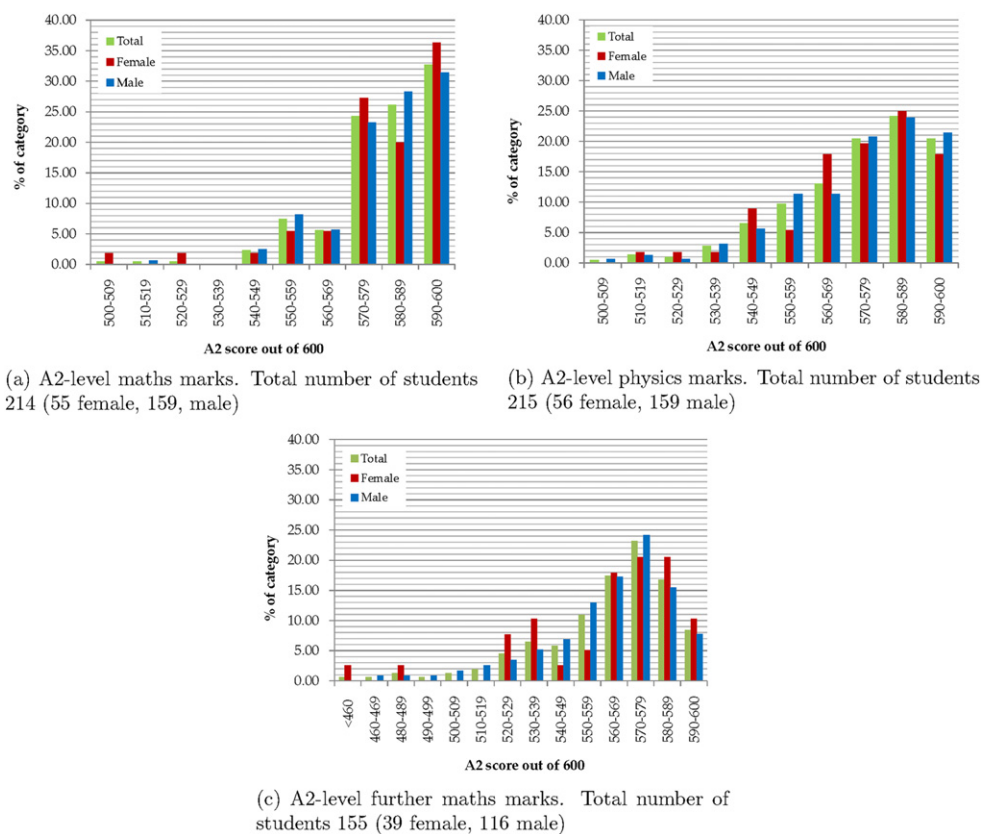 40.00
35.00
30.00
25.00
20.00
15.00
10.00
5.00
0.00
% of category
Total
Female
Male
500-509
510-519
520-529
530-539
540-549
550-559
560-569
570-579
580-589
590-600
A2 score out of 600
(a) A2-level maths marks. Total number of students
214 (55 female, 159, male)
40.00
35.00
30.00
25.00
20.00
15.00
10.00
5.00
0.00
% of category
Total
Female
Male
500-509
510-519
520-529
530-539
540-549
550-559
560-569
570-579
580-589
590-600
A2 score out of 600
(b) A2-level physics marks. Total number of students
215 (56 female, 159 male)
40.00
35.00
30.00
25.00
20.00
15.00
10.00
5.00
0.00
% of category
Total
Female
Male
<460
460-469
480-489
490-499
500-509
510-519
520-529
530-539
540-549
550-559
560-569
570-579
580-589
590-600
A2 score out of 600
(c) A2-level further maths marks. Total number of
students 155 (39 female, 116 male)